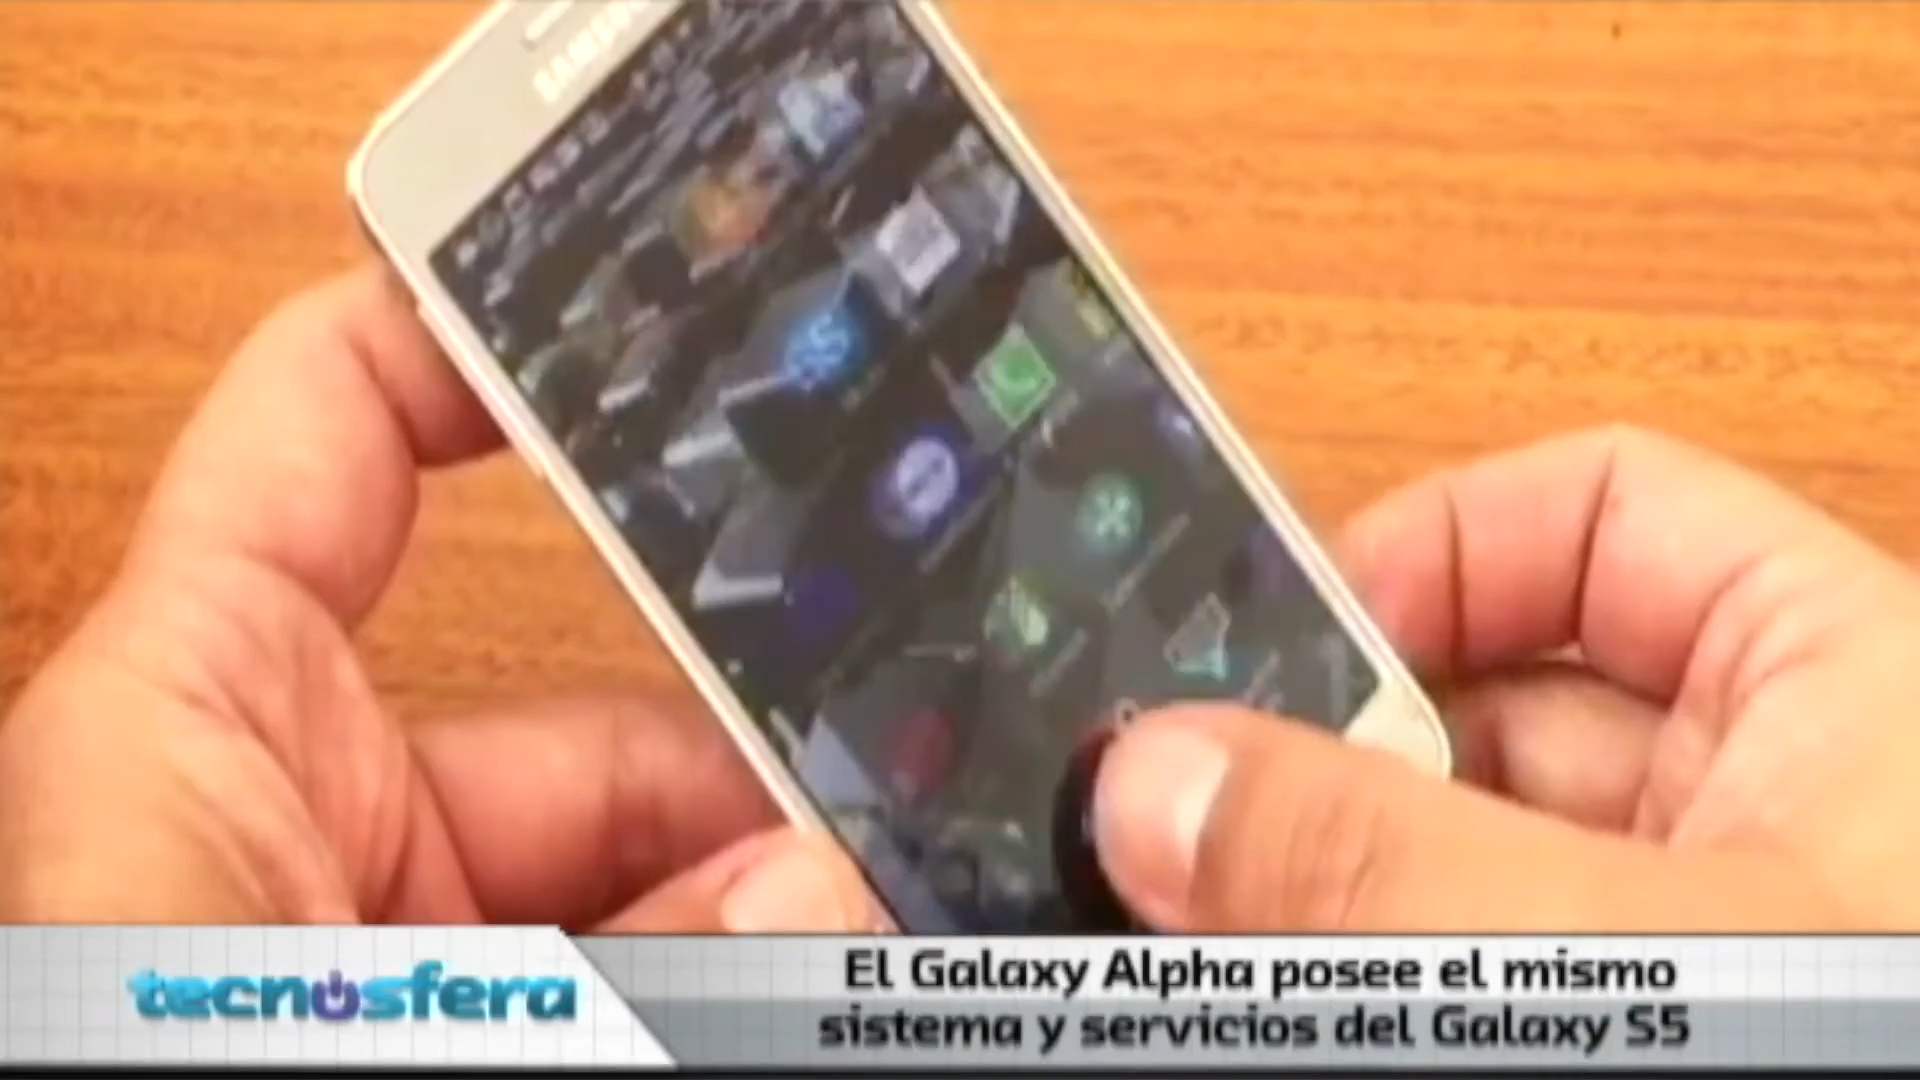 SAMSUNG
tecnosfera
El Galaxy Alpha posee el mismo
sistema y servicios del Galaxy S5